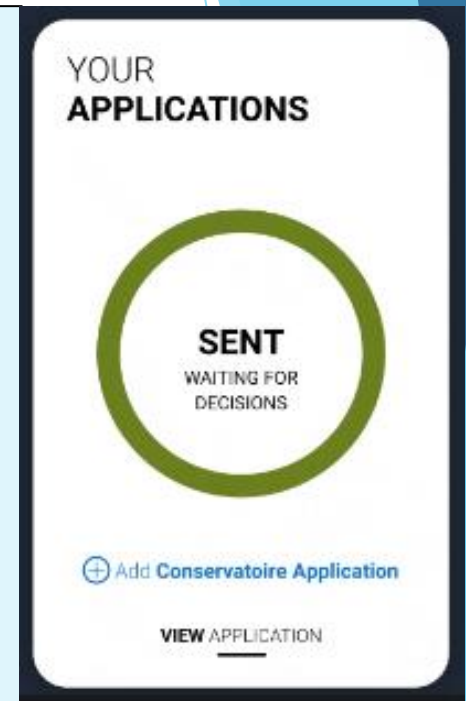 YOUR
APPLICATIONS
SENT
WAITING FOR
DECISIONS
Add Conservatoire Application
VIEW APPLICATION